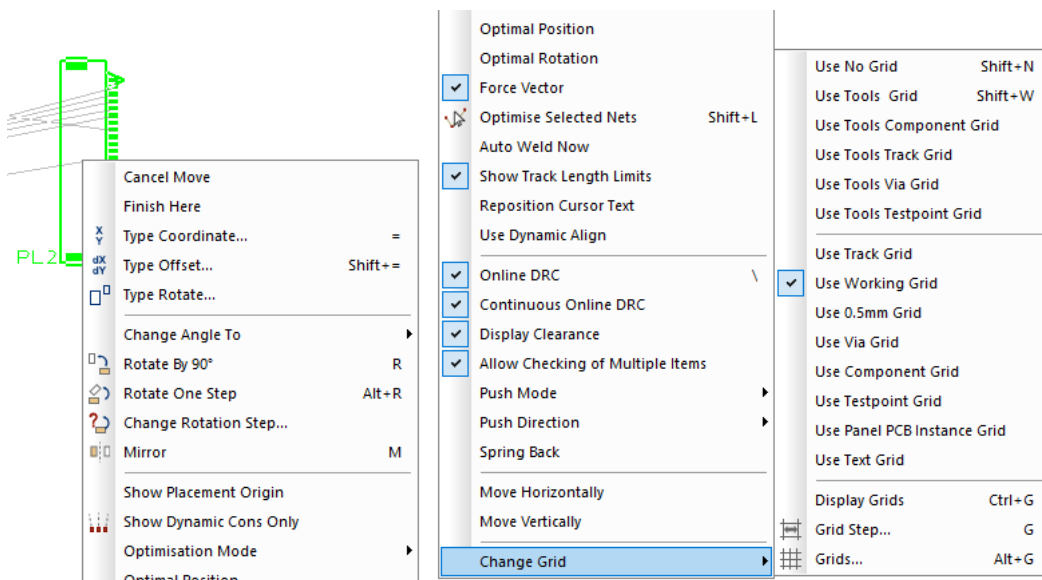 PL2
Cancel Move
Finish Here
X
Y
Type Coordinate... =
dX
dY
Type Offset... Shift+=
Type Rotate...
Change Angle To
Rotate By 90° R
Rotate One Step Alt+R
? Change Rotation Step...
Mirror M
Show Placement Origin
Show Dynamic Cons Only
Optimisation Mode
Optimal Position
Optimal Position
Optimal Rotation
Force Vector
Optimise Selected Nets Shift+L
Auto Weld Now
Show Track Length Limits
Reposition Cursor Text
Use Dynamic Align
Online DRC \
Continuous Online DRC
Display Clearance
Allow Checking of Multiple Items
Push Mode
Push Direction
Spring Back
Move Horizontally
Move Vertically
Change Grid
Use No Grid Shift+N
Use Tools Grid Shift+W
Use Tools Component Grid
Use Tools Track Grid
Use Tools Via Grid
Use Tools Testpoint Grid
Use Track Grid
Use Working Grid
Use 0.5mm Grid
Use Via Grid
Use Component Grid
Use Testpoint Grid
Use Panel PCB Instance Grid
Use Text Grid
Display Grids Ctrl+G
Grid Step... G
Grids... Alt+G